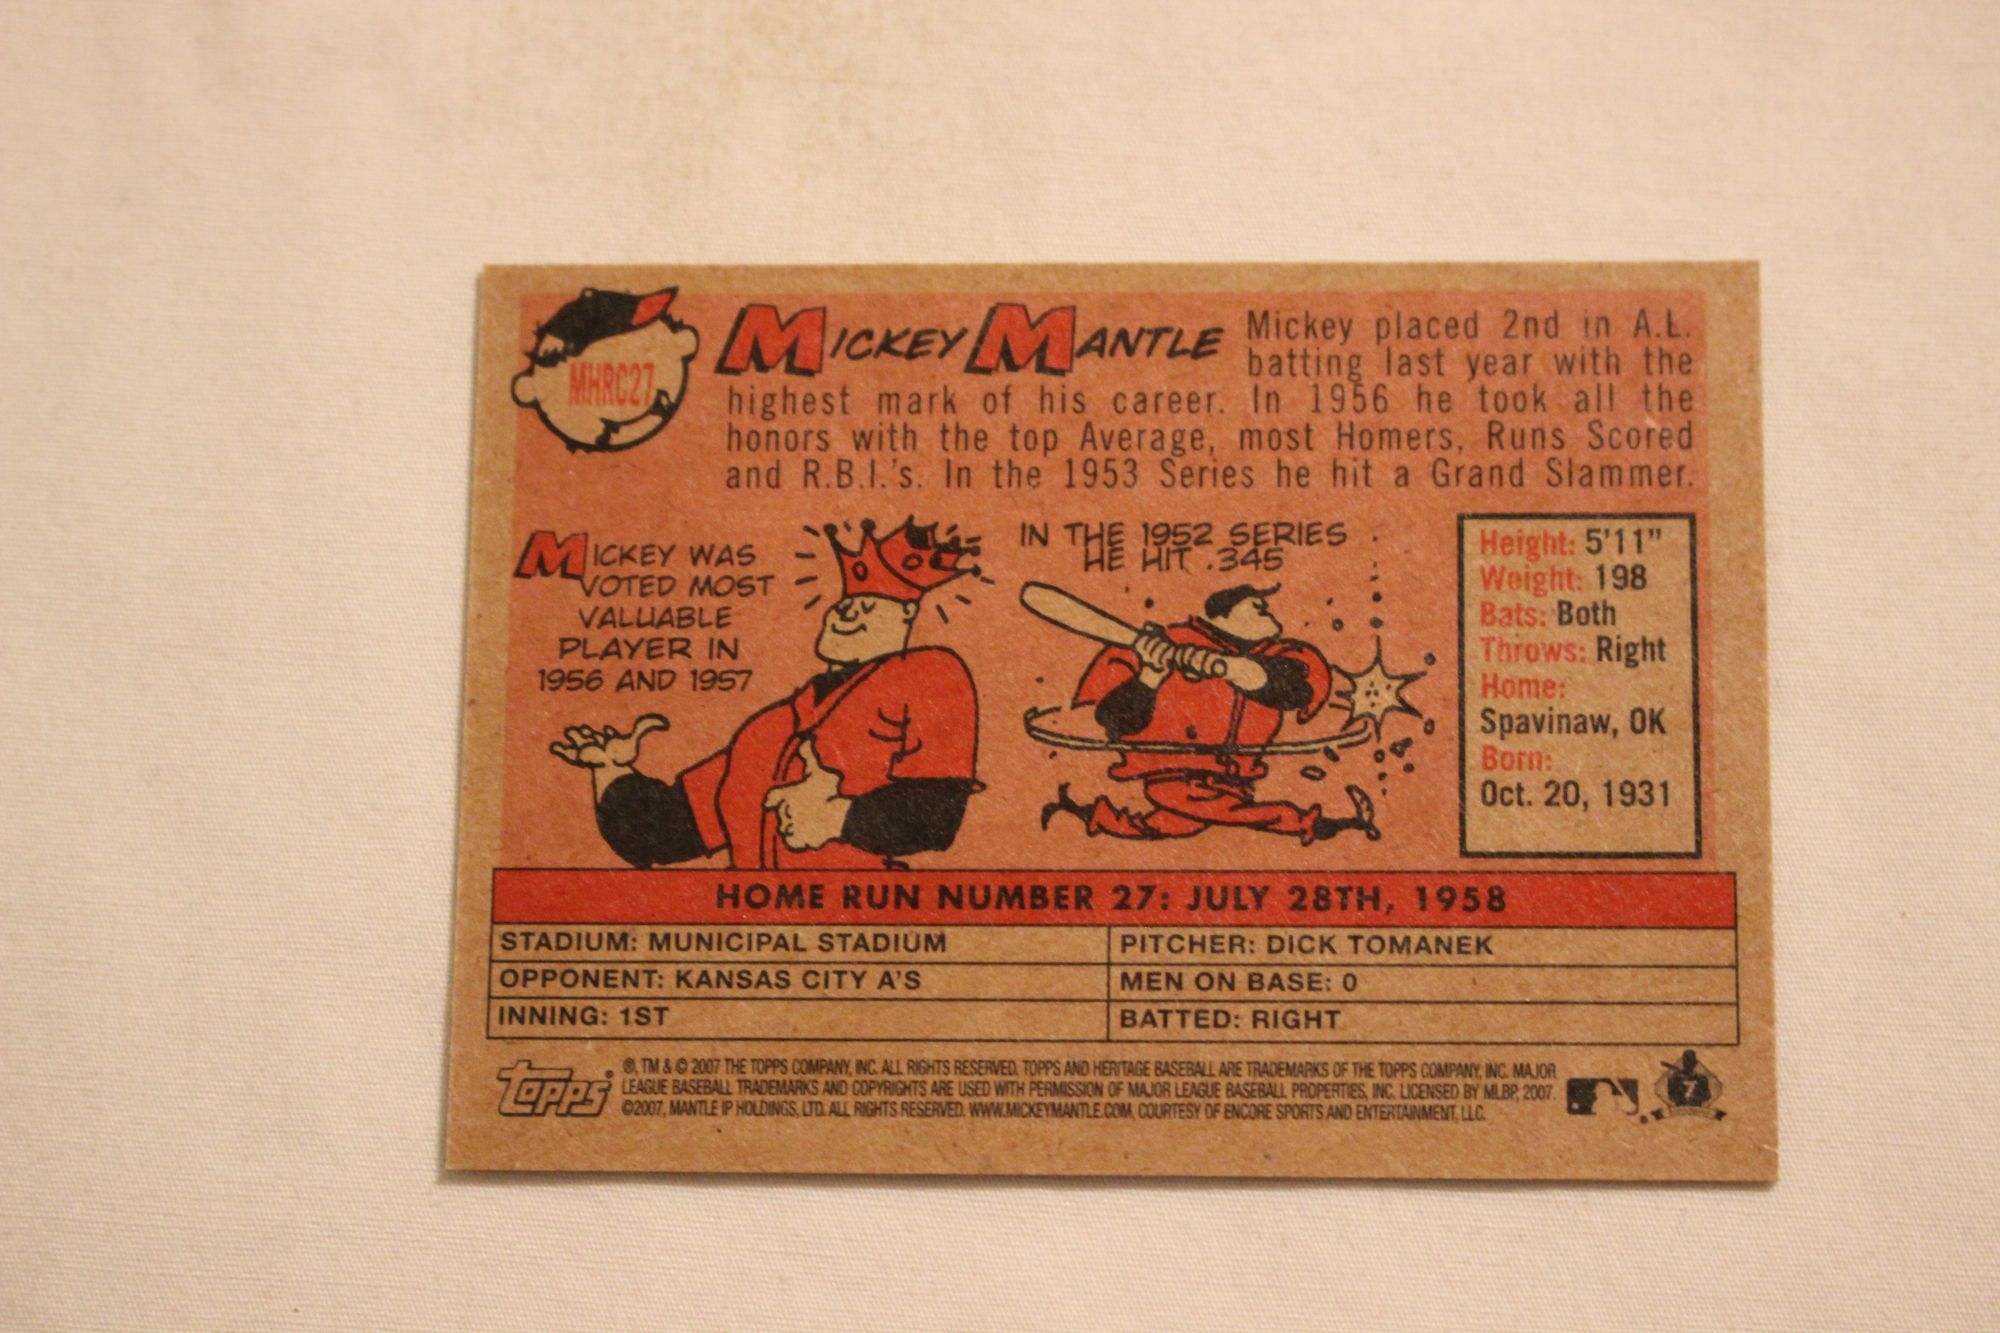 MHRC27
MICKEY MANTLE
Mickey placed 2nd in A.L.
batting last year with the
highest mark of his career. In 1956 he took all the
honors with the top Average, most Homers, Runs Scored
and R.B.I.'s. In the 1953 Series he hit a Grand Slammer.
MICKEY WAS
VOTED MOST
VALUABLE
PLAYER IN
1956 AND 1957
IN THE 1952 SERIES
HE HIT .345
Height: 5'11"
Weight: 198
Bats: Both
Throws: Right
Home:
Spavinaw, OK
Born:
Oct. 20, 1931
HOME RUN NUMBER 27: JULY 28TH, 1958
STADIUM: MUNICIPAL STADIUM
PITCHER: DICK TOMANEK
OPPONENT: KANSAS CITY A'S
MEN ON BASE: 0
INNING: 1ST
BATTED: RIGHT
Topps
®, TM & © 2007 THE TOPPS COMPANY, INC. ALL RIGHTS RESERVED. TOPPS AND HERITAGE BASEBALL ARE TRADEMARKS OF THE TOPPS COMPANY, INC. MAJOR
LEAGUE BASEBALL TRADEMARKS AND COPYRIGHTS ARE USED WITH PERMISSION OF MAJOR LEAGUE BASEBALL PROPERTIES, INC. LICENSED BY MLBP, 2007.
©2007, MANTLE IP HOLDINGS, LTD. ALL RIGHTS RESERVED. WWW.MICKEYMANTLE.COM, COURTESY OF ENCORE SPORTS AND ENTERTAINMENT, LLC.
7